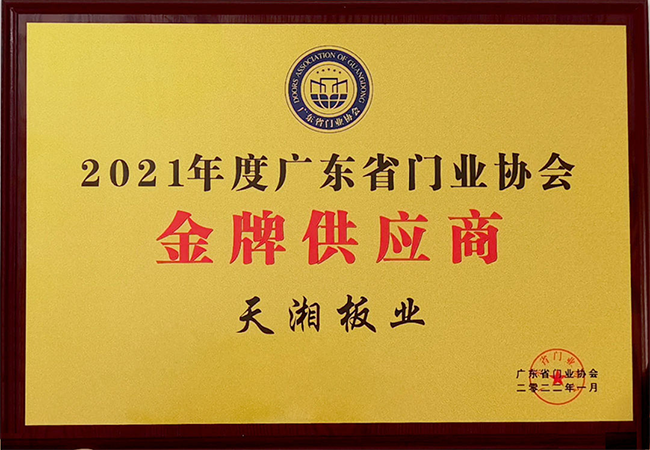 DOORS ASSOCIATION OF GUANGDONG
广东省门业协会
2021年度广东省门业协会
金牌供应商
天湘板业
广东省门业协会
二零二二年一月